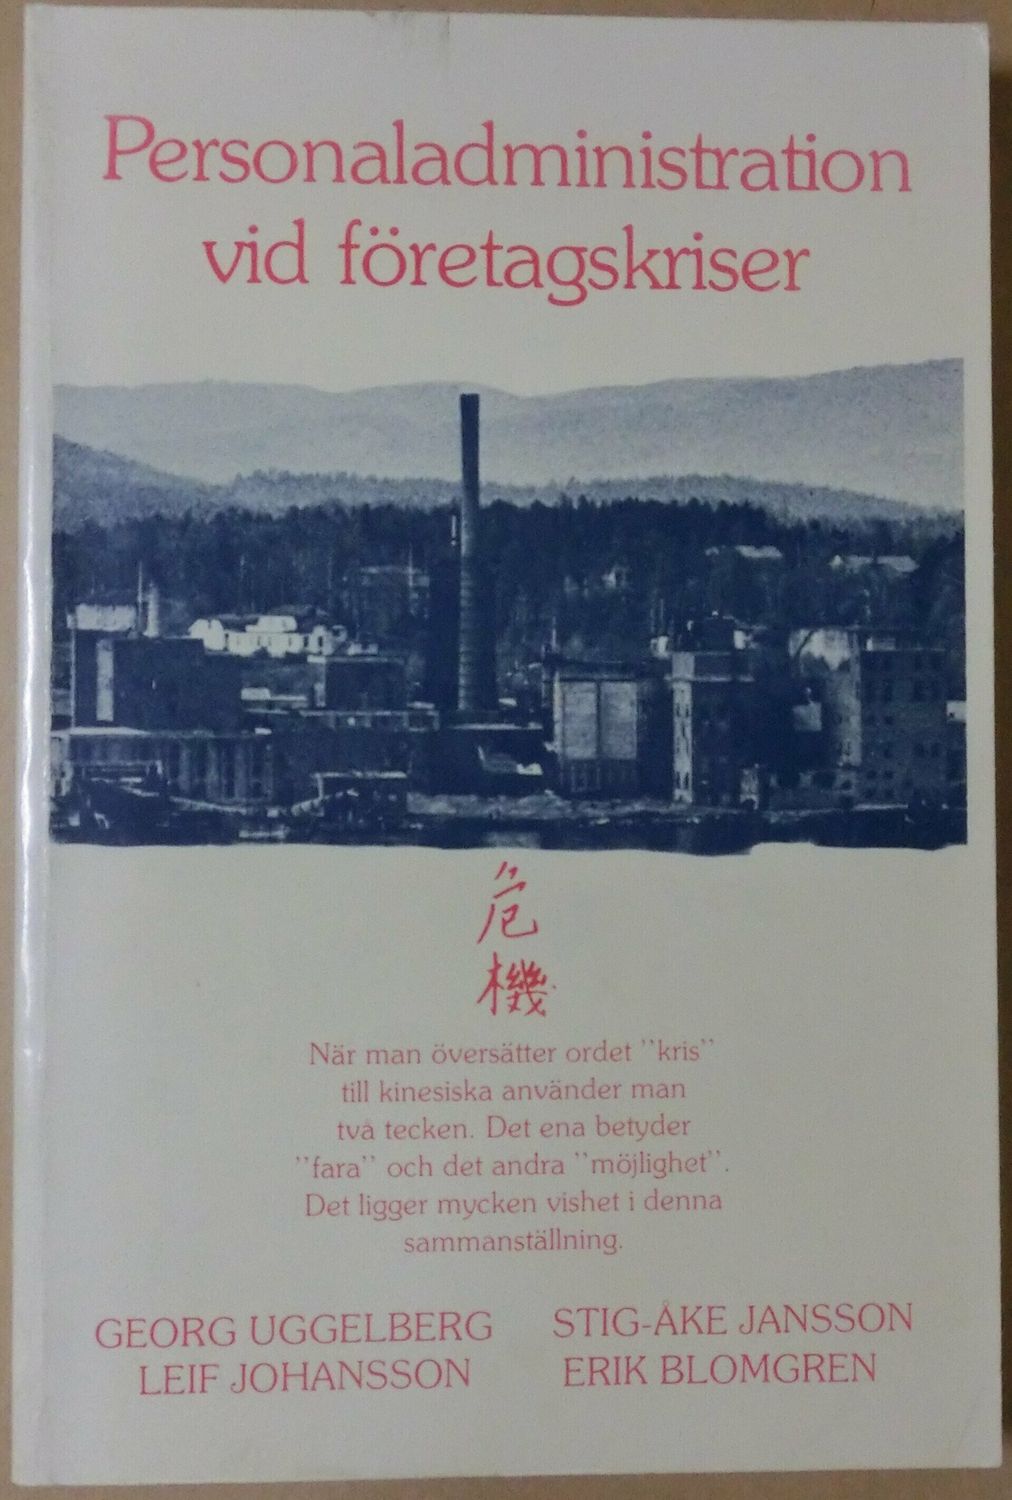 Personaladministration
vid företagskriser
危
機
När man översätter ordet ”kris”
till kinesiska använder man
två tecken. Det ena betyder
”fara” och det andra ”möjlighet”.
Det ligger mycken vishet i denna
sammanställning.
GEORG UGGELBERG STIG-ÅKE JANSSON
LEIF JOHANSSON ERIK BLOMGREN